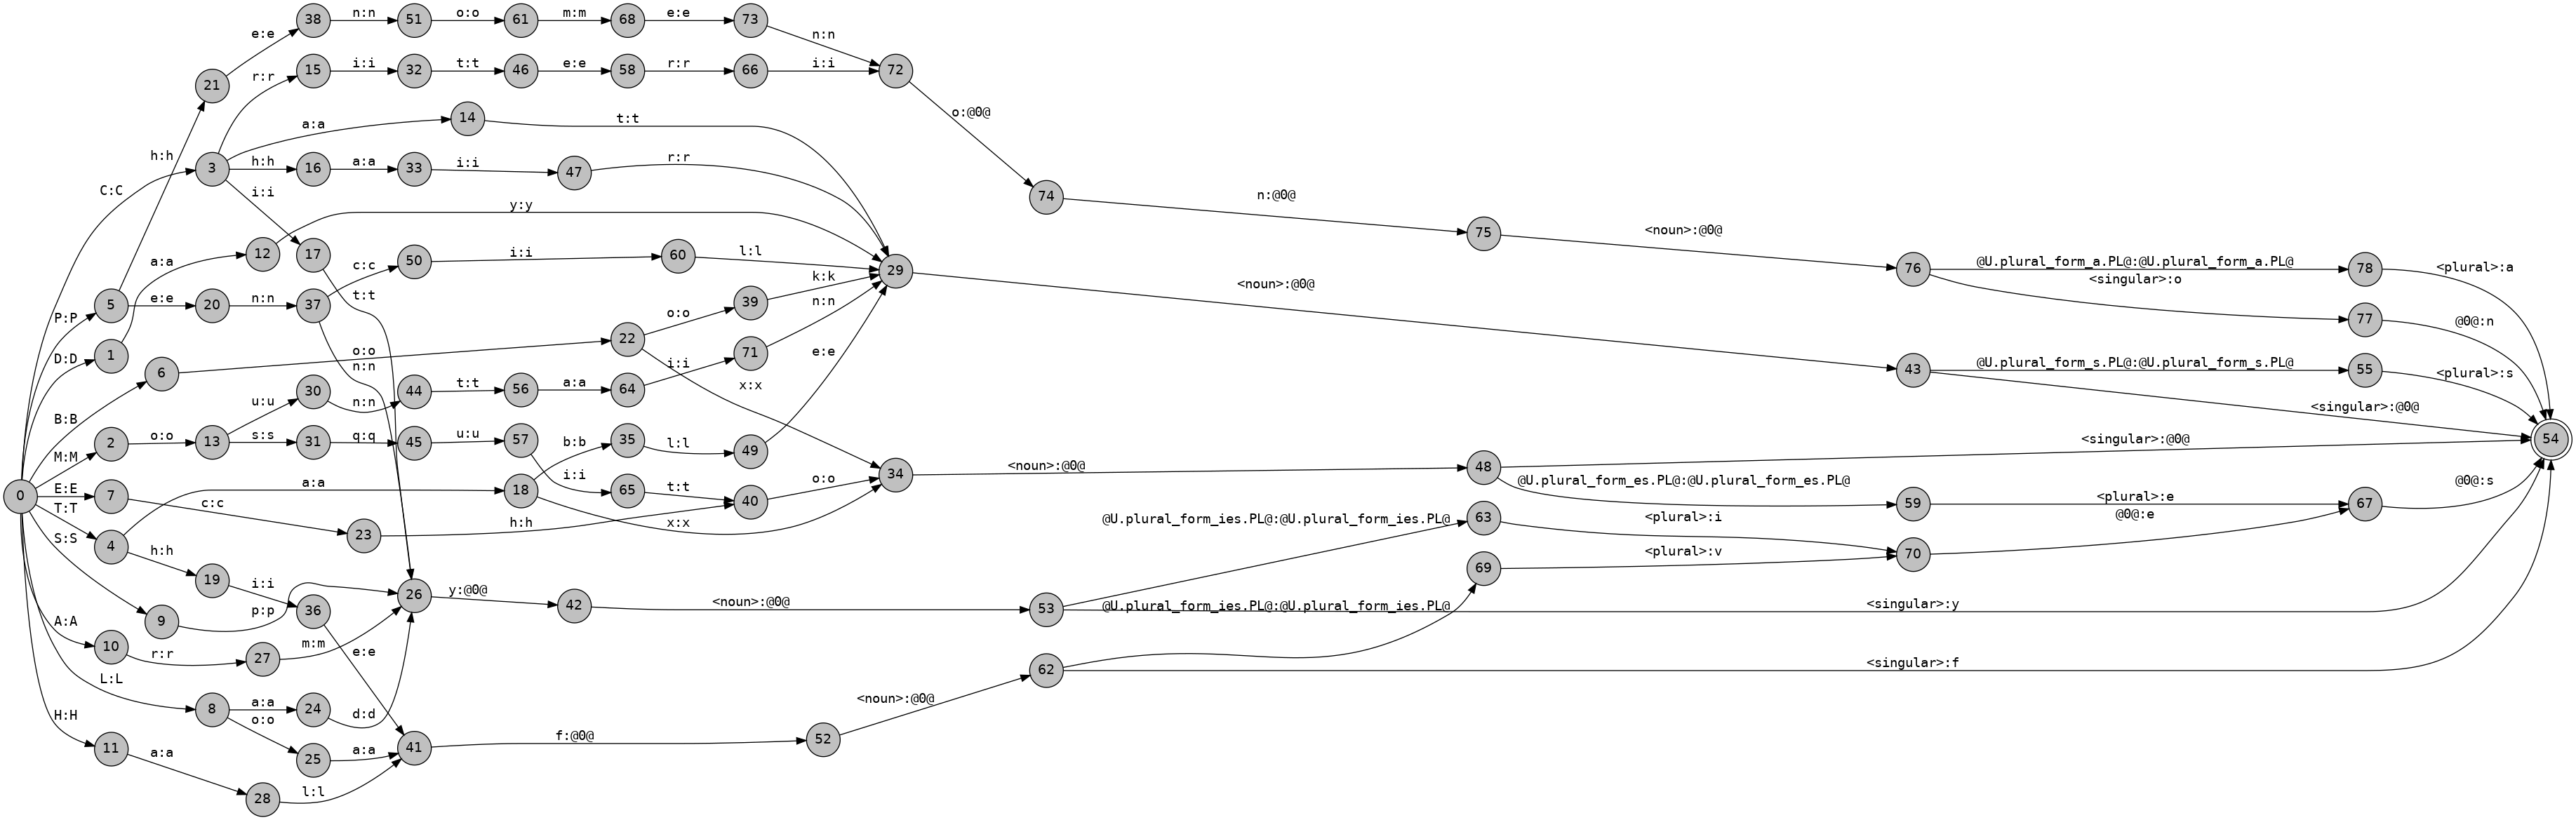 38 n:n 51 o:o 61 m:m 68 e:e 73
e:e n:n
r:r 15 i:i 32 t:t 46 e:e 58 r:r 66 i:i 72
21
o:@0@
a:a 14 t:t
h:h 3 h:h 16 a:a 33 i:i 47 r:r
C:C i:i 74 n:@0@
y:y
75 <noun>:@0@
a:a 12 17 c:c 50 i:i 60 l:l
29 <noun>:@0@ 76 @U.plural_form_a.PL@:@U.plural_form_a.PL@ 78 <plural>:a
k:k <singular>:o
5 e:e 20 n:n 37 t:t 39 n:n
P:P o:o 77 @0@:n
D:D 1 o:o 22 71 e:e
n:n i:i
6 43 @U.plural_form_s.PL@:@U.plural_form_s.PL@ 55 <plural>:s
u:u 30 n:n 44 t:t 56 a:a 64 x:x
B:B <singular>:@0@
M:M 2 o:o 13 s:s 31 q:q 45 u:u 57 b:b 35 l:l 49
<singular>:@0@ 54
34 <noun>:@0@ 48
i:i o:o
E:E 7 a:a 18 65 t:t 40 @U.plural_form_es.PL@:@U.plural_form_es.PL@ 59 <plural>:e 67 @0@:s
0 T:T c:c @0@:e
S:S 4 23 h:h x:x @U.plural_form_ies.PL@:@U.plural_form_ies.PL@ 63 <plural>:i
h:h 70
19 i:i 69 <plural>:v
26 y:@0@ 42 <noun>:@0@ 53 @U.plural_form_ies.PL@:@U.plural_form_ies.PL@ <singular>:y
9 p:p 36
A:A 10 r:r 27 m:m e:e
62 <singular>:f
L:L <noun>:@0@
8 a:a 24 d:d
H:H o:o
11 a:a 25 a:a 41 f:@0@ 52
28 l:l